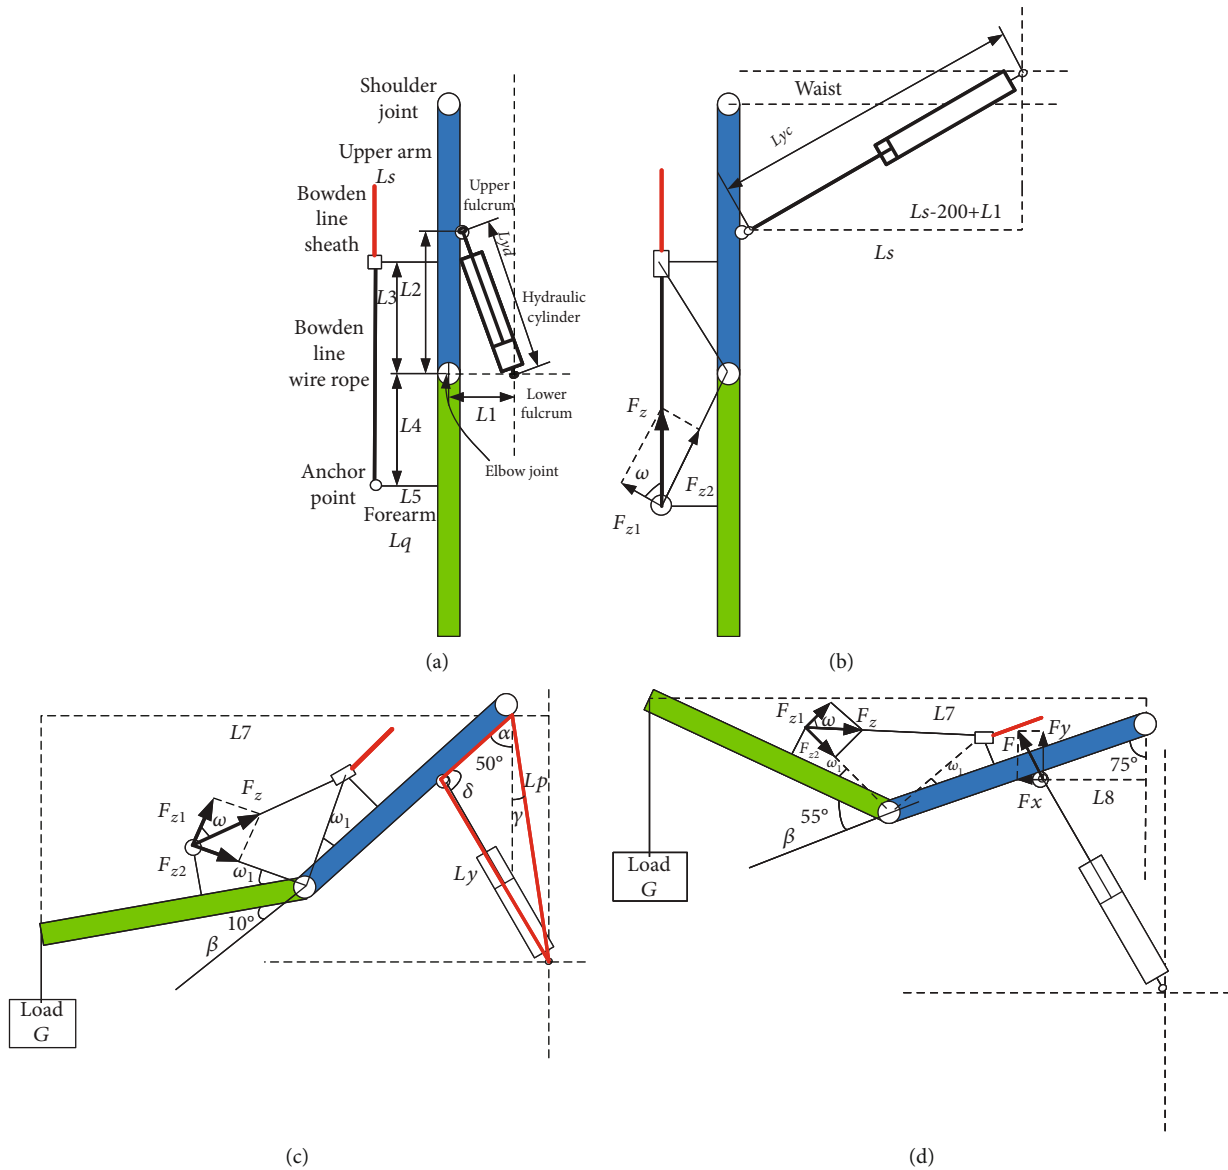 Shoulder
joint
Upper arm
Ls
Bowden
line
sheath
Upper
fulcrum
Lyd
L3
L2
Hydraulic
cylinder
Bowden
line
wire rope
L1
Lower
fulcrum
L4
Elbow joint
Anchor
point
L5
Forearm
Lq
(a)
Waist
Lyc
Ls-200+L1
Ls
Fz
ω
Fz2
Fz1
(b)
L7
α
50°
δ
Lp
γ
Fz
Fz1
ω
ω1
Fz2
ω1
Ly
10°
β
Load
G
(c)
Fz1
ω
Fz
L7
F
Fy
Fz2
ω1
ω1
75°
Fx
L8
55°
β
Load
G
(d)